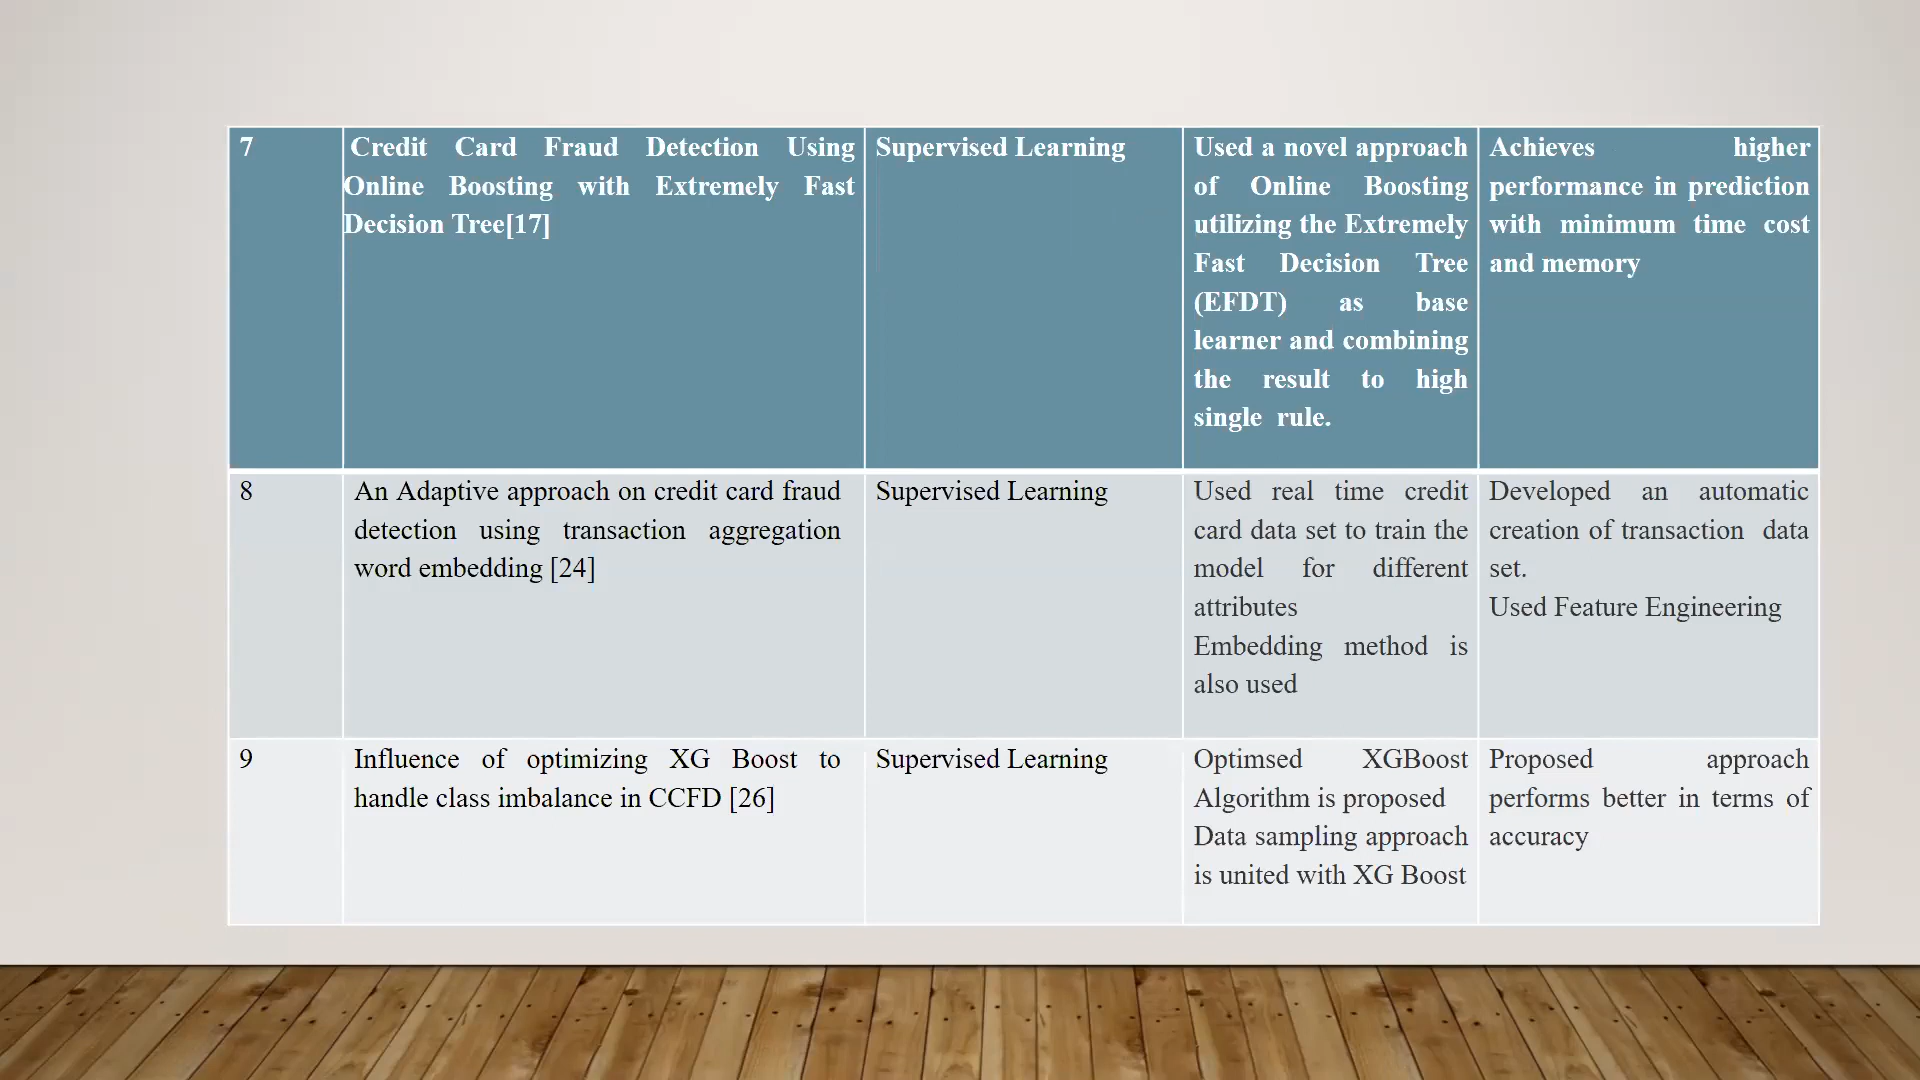 7
Credit Card Fraud Detection Using
Online Boosting with Extremely Fast
Decision Tree[17]
Supervised Learning
Used a novel approach
of Online Boosting
utilizing the Extremely
Fast Decision Tree
(EFDT) as base
learner and combining
the result to high
single rule.
Achieves higher
performance in prediction
with minimum time cost
and memory
8
An Adaptive approach on credit card fraud
detection using transaction aggregation
word embedding [24]
Supervised Learning
Used real time credit
card data set to train the
model for different
attributes
Embedding method is
also used
Developed an automatic
creation of transaction data
set.
Used Feature Engineering
9
Influence of optimizing XG Boost to
handle class imbalance in CCFD [26]
Supervised Learning
Optimsed XGBoost
Algorithm is proposed
Data sampling approach
is united with XG Boost
Proposed approach
performs better in terms of
accuracy